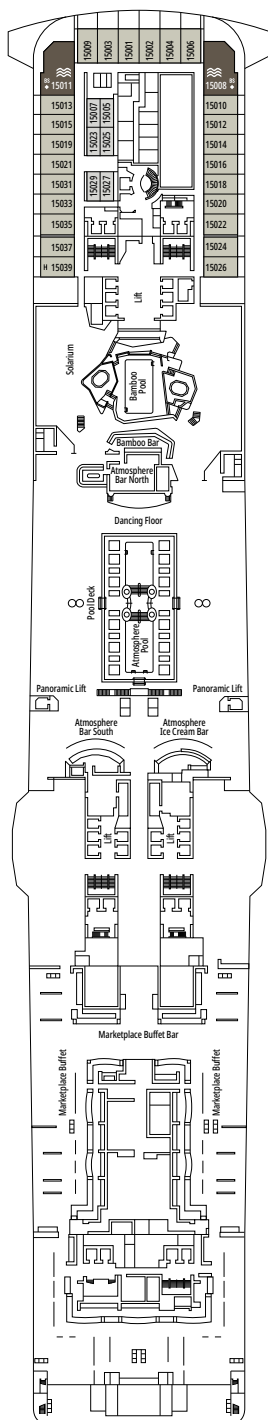 15009
15003
15001
15002
15004
15006
BS
15011
BS
15008
15013
15007
15005
15010
15015
15012
15019
15023
15025
15014
15021
15016
15031
15029
15027
15018
15033
15020
15035
15022
15037
15024
H 15039
15026
Lift
Solarium
Bamboo
Pool
Bamboo Bar
Atmosphere
Bar North
Dancing Floor
Pool Deck
Atmosphere
Pool
Panoramic Lift
Panoramic Lift
Atmosphere
Bar South
Atmosphere
Ice Cream Bar
Lift
Lift
Marketplace Buffet Bar
Marketplace Buffet
Marketplace Buffet